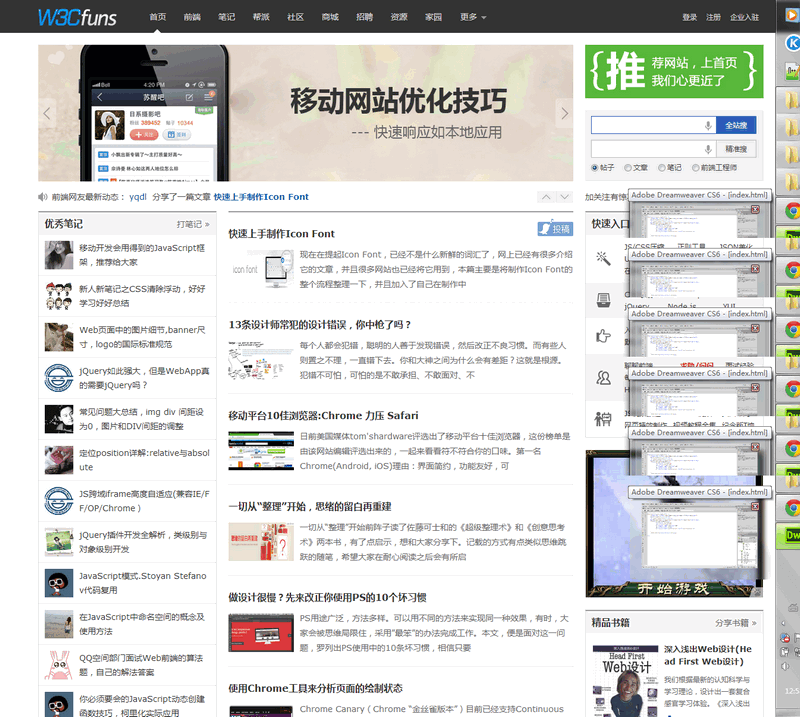 W3Cfuns
首页 前端 笔记 帮派 社区 商城 招聘 资源 家园 更多
登录 注册 企业入驻
Bell 4:20 PM
苏醒吧
日系摄影吧
移动网站优化技巧
--- 快速响应如本地应用
{推荐网站，上首页
我们心更近了}
全站搜
精准搜
帖子 文章 笔记 前端工程师
前端网友最新动态： yqdl 分享了一篇文章 快速上手制作Icon Font
加关注有惊
优秀笔记 打笔记 »
移动开发会用得到的JavaScript框
架，推荐给大家
新人新笔记之CSS清除浮动，好好
学习好好总结
Web页面中的图片细节,banner尺
寸，logo的国际标准规范
jQuery如此强大，但是WebApp真
的需要jQuery吗？
常见问题大总结，img div 间距设
为0，图片和DIV间距的调整
定位position详解:relative与absol
ute
JS跨域iframe高度自适应(兼容IE/F
F/OP/Chrome）
jQuery插件开发全解析，类级别与
对象级别开发
JavaScript模式.Stoyan Stefano
v代码复用
在JavaScript中命名空间的概念及
使用方法
QQ空间部门面试Web前端的算法
题，自己的解法答案
你必须要会的JavaScript动态创建
函数技巧，柯里化实际应用
快速上手制作Icon Font
投稿
icon font
现在在提起Icon Font，已经不是什么新鲜的词汇了，网上已经有很多介绍
它的文章，并且很多网站也已经将它用到，本篇主要是将制作Icon Font的
整个流程整理一下，并且加入了自己在制作中
13条设计师常犯的设计错误，你中枪了吗？
每个人都会犯错，聪明的人善于发现错误，然后改正不良习惯。而有些人
则置之不理，一直错下去。你和大神之间为什么会有差距？这就是根源。
犯错不可怕，可怕的是不敢承担、不敢面对、不
移动平台10佳浏览器:Chrome 力压 Safari
日前美国媒体tom'shardware评选出了移动平台十佳浏览器，这份榜单是
由该网站编辑评选出来的，一起来看看符不符合你的口味。第一名
Chrome(Android, iOS)理由：界面简约，功能友好，可
一切从“整理”开始，思绪的留白再重建
一切从“整理”开始前阵子读了佐藤可士和的《超级整理术》和《创意思考
术》两本书，有了点启示，想和大家分享下。记载的方式有点类似思维跳
跃的随笔，希望大家在耐心阅读之后会有所启
做设计很慢？先来改正你使用PS的10个坏习惯
PS用途广泛，方法多样。可以用不同的方法来实现同一种效果，有时，大
家会被思维局限住，采用“最笨”的办法完成工作。本文，便是面对这一问
题，罗列出PS使用中的10条坏习惯，相信只要
使用Chrome工具来分析页面的绘制状态
Chrome Canary（Chrome “金丝雀版本”）目前已经支持Continuous
快速入口
Adobe Dreamweaver CS6 - [index.html]
Adobe Dreamweaver CS6 - [index.html]
Adobe Dreamweaver CS6 - [index.html]
Adobe Dreamweaver CS6 - [index.html]
Adobe Dreamweaver CS6 - [index.html]
Adobe Dreamweaver CS6 - [index.html]
开始游戏
精品书籍 分享书籍 »
Head First
Web设计
深入浅出Web设计(He
ad First Web设计)
我们根据最新的认知科学与
学习理论，设计出一套复合
感官学习体验。《深入浅出